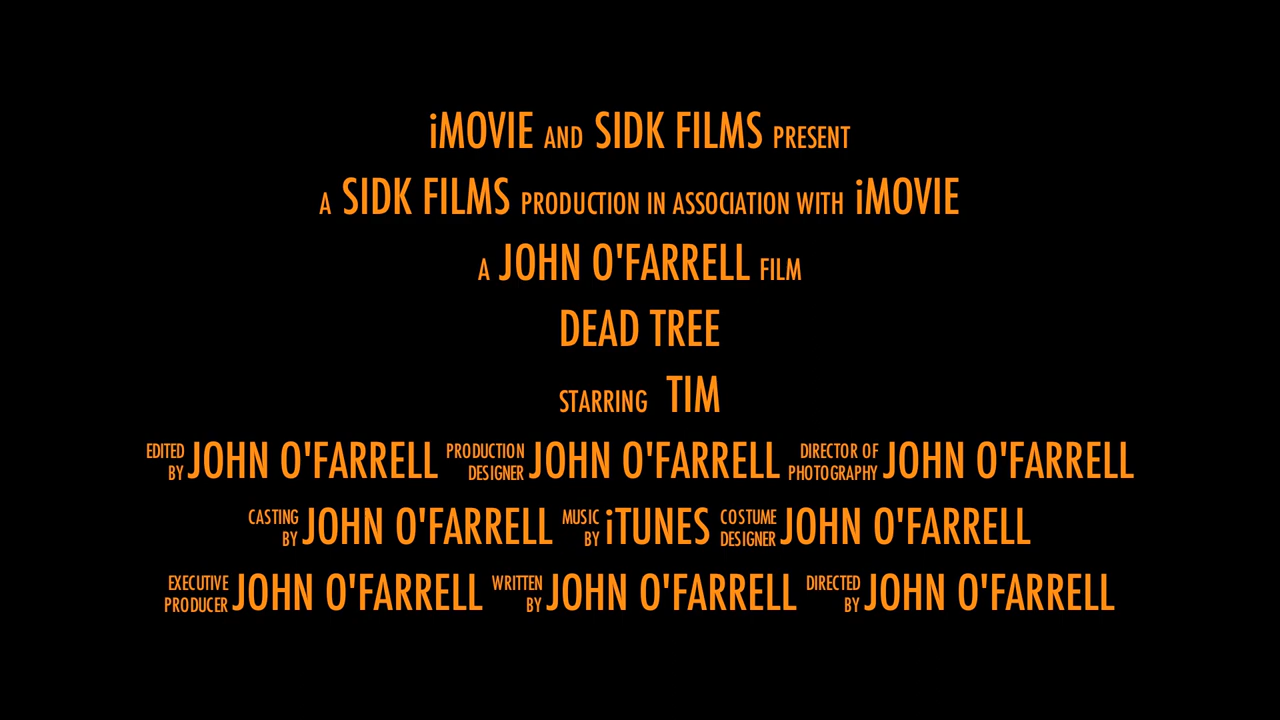 iMOVIE AND SIDK FILMS PRESENT
A SIDK FILMS PRODUCTION IN ASSOCIATION WITH iMOVIE
A JOHN O'FARRELL FILM
DEAD TREE
STARRING TIM
EDITED BY JOHN O'FARRELL PRODUCTION DESIGNER JOHN O'FARRELL DIRECTOR OF PHOTOGRAPHY JOHN O'FARRELL
CASTING BY JOHN O'FARRELL MUSIC BY iTUNES COSTUME DESIGNER JOHN O'FARRELL
EXECUTIVE PRODUCER JOHN O'FARRELL WRITTEN BY JOHN O'FARRELL DIRECTED BY JOHN O'FARRELL